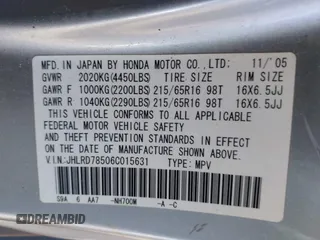 MFD. IN JAPAN BY HONDA MOTOR CO., LTD: 11/'05
GVWR 2020KG(4450LBS) TIRE SIZE RIM SIZE
GAWR F 1000KG(2200LBS) 215/65R16 98T 16X6.5JJ
GAWR R 1040KG(2290LBS) 215/65R16 98T 16X6.5JJ
THIS VEHICLE CONFORMS TO ALL APPLICABLE
FEDERAL MOTOR VEHICLE SAFETY STANDARDS
AND THEFT PREVENTION STANDARD IN EFFECT
ON THE DATE OF MANUFACTURE SHOWN ABOVE.
V.I.N.:JHLRD78506C015631 TYPE: MPV
S9A 6 AA7 -NH700M -A -C
DREAMBID